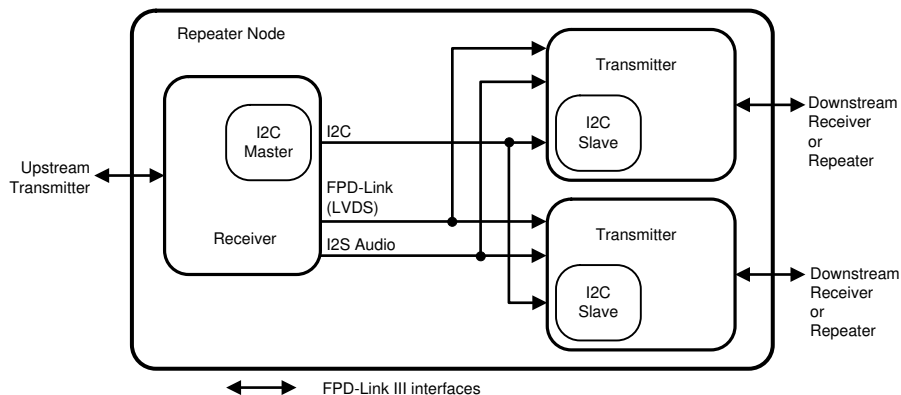 Repeater Node
Upstream
Transmitter
I2C
Master
Receiver
I2C
FPD-Link
(LVDS)
I2S Audio
Transmitter
I2C
Slave
Downstream
Receiver
or
Repeater
Transmitter
I2C
Slave
Downstream
Receiver
or
Repeater
FPD-Link III interfaces